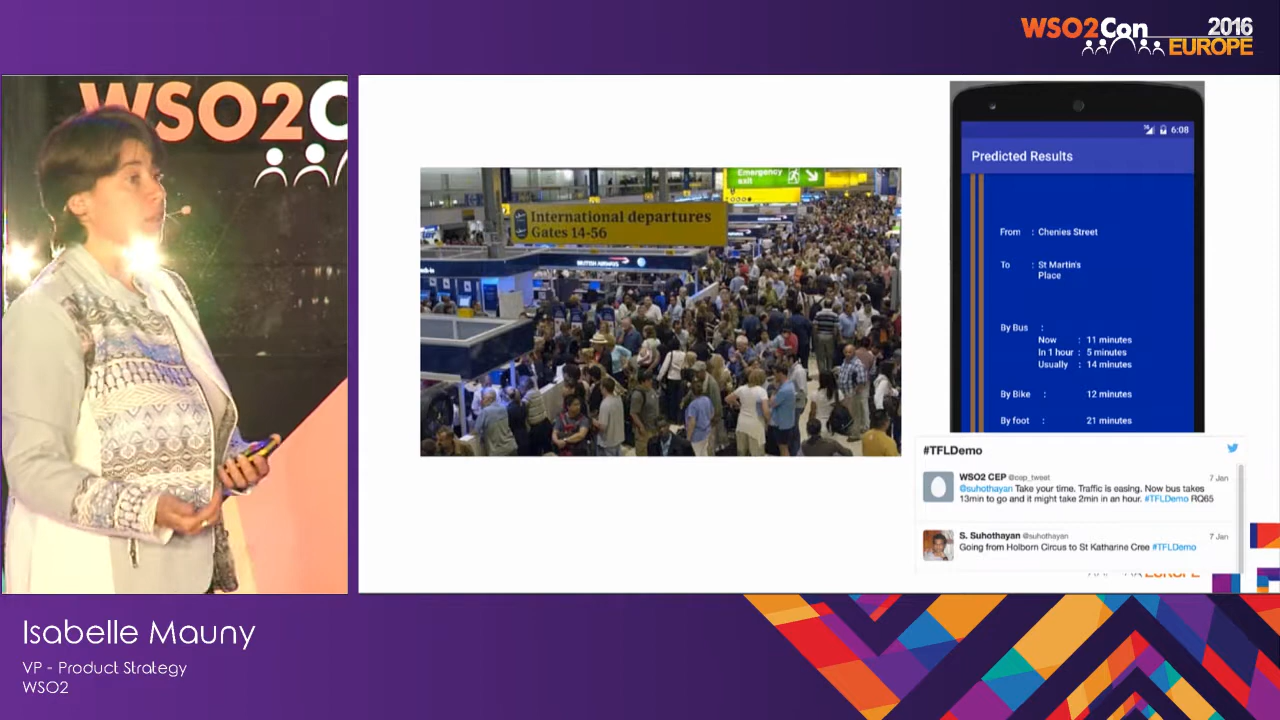 WSO2Con 2016
EUROPE
WSO2C
Emergency
exit
International departures
Gates 14-56
BRITISH AIRWAYS
6:08
Predicted Results
From : Chenies Street
To : St Martin's
Place
By Bus :
Now : 11 minutes
In 1 hour : 5 minutes
Usually : 14 minutes
By Bike : 12 minutes
By foot : 21 minutes
#TFLDemo
WSO2 CEP @cep_tweet 7 Jan
@suhothayan Take your time. Traffic is easing. Now bus takes
13min to go and it might take 2min in an hour. #TFLDemo RQ65
S. Suhothayan @suhothayan 7 Jan
Going from Holborn Circus to St Katharine Cree #TFLDemo
EUROPE
Isabelle Mauny
VP - Product Strategy
WSO2